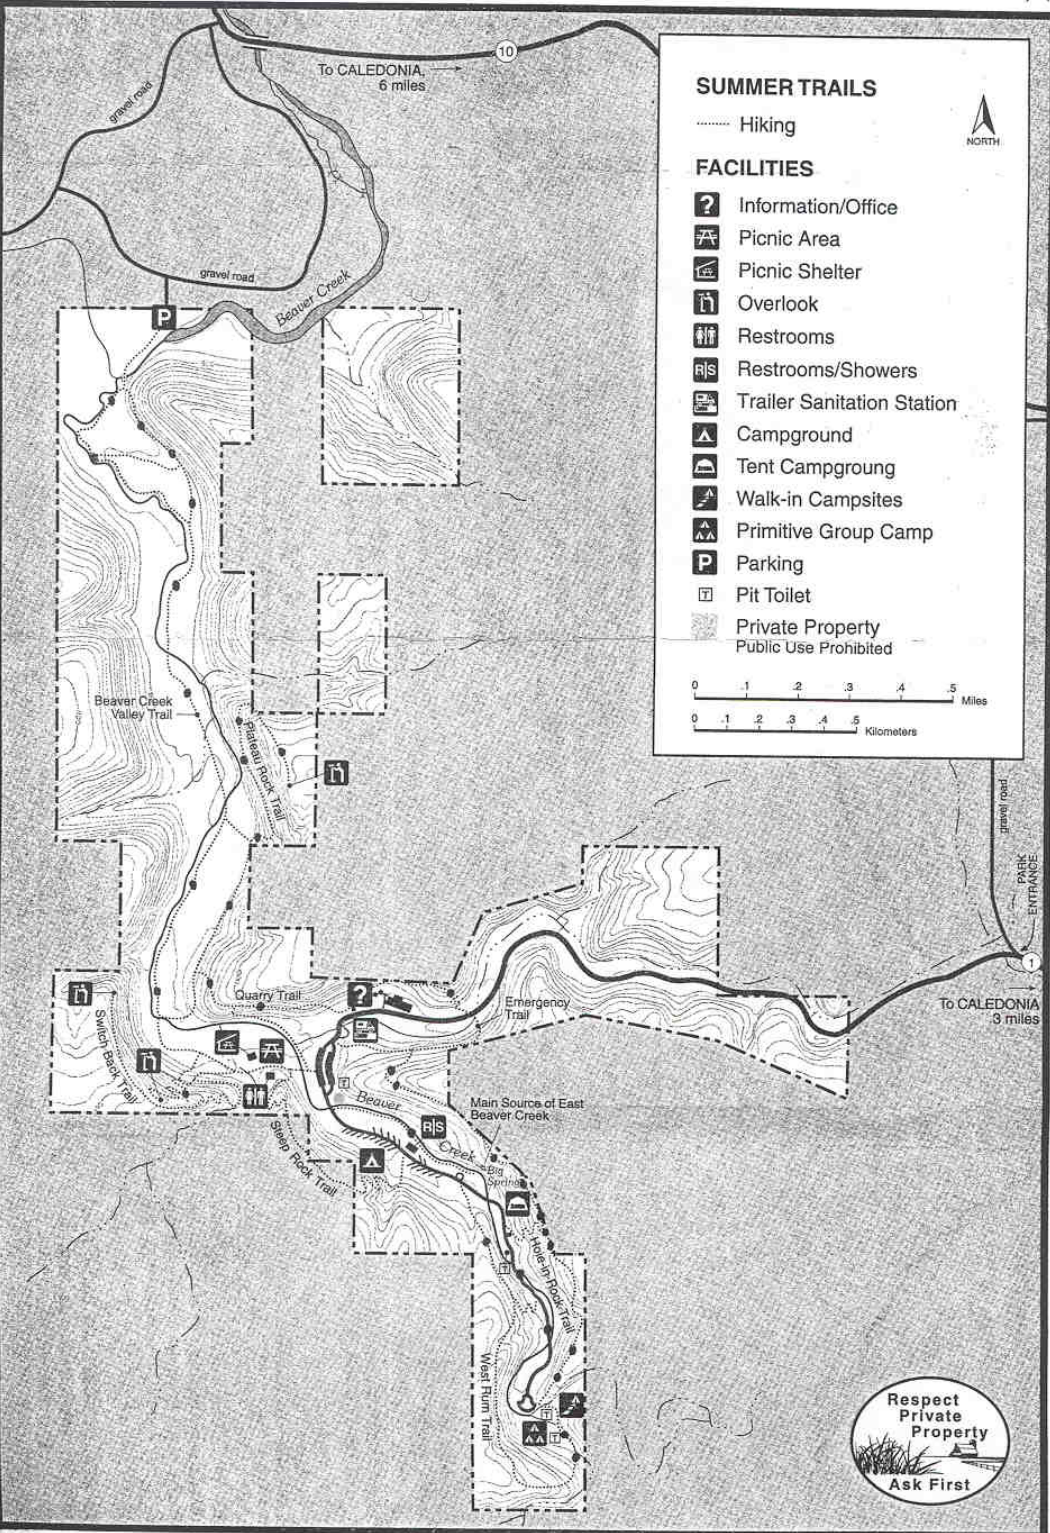 10
To CALEDONIA,
6 miles
gravel road
gravel road
Beaver Creek
P
SUMMER TRAILS
Hiking
NORTH
FACILITIES
? Information/Office
Picnic Area
Picnic Shelter
Overlook
Restrooms
R|S Restrooms/Showers
Trailer Sanitation Station
Campground
Tent Campgroung
Walk-in Campsites
Primitive Group Camp
P Parking
T Pit Toilet
Private Property
Public Use Prohibited
0 .1 .2 .3 .4 .5 Miles
0 .1 .2 .3 .4 .5 Kilometers
Beaver Creek
Valley Trail
Plateau Rock Trail
gravel road
PARK
ENTRANCE
1
To CALEDONIA
3 miles
Quarry Trail
?
Emergency
Trail
Switch Back Trail
T
Beaver
Creek
R|S
Main Source of East
Beaver Creek
Big
Spring
Steep Rock Trail
T
Hole-in-Rock Trail
West Rum Trail
T
T
Respect
Private
Property
Ask First